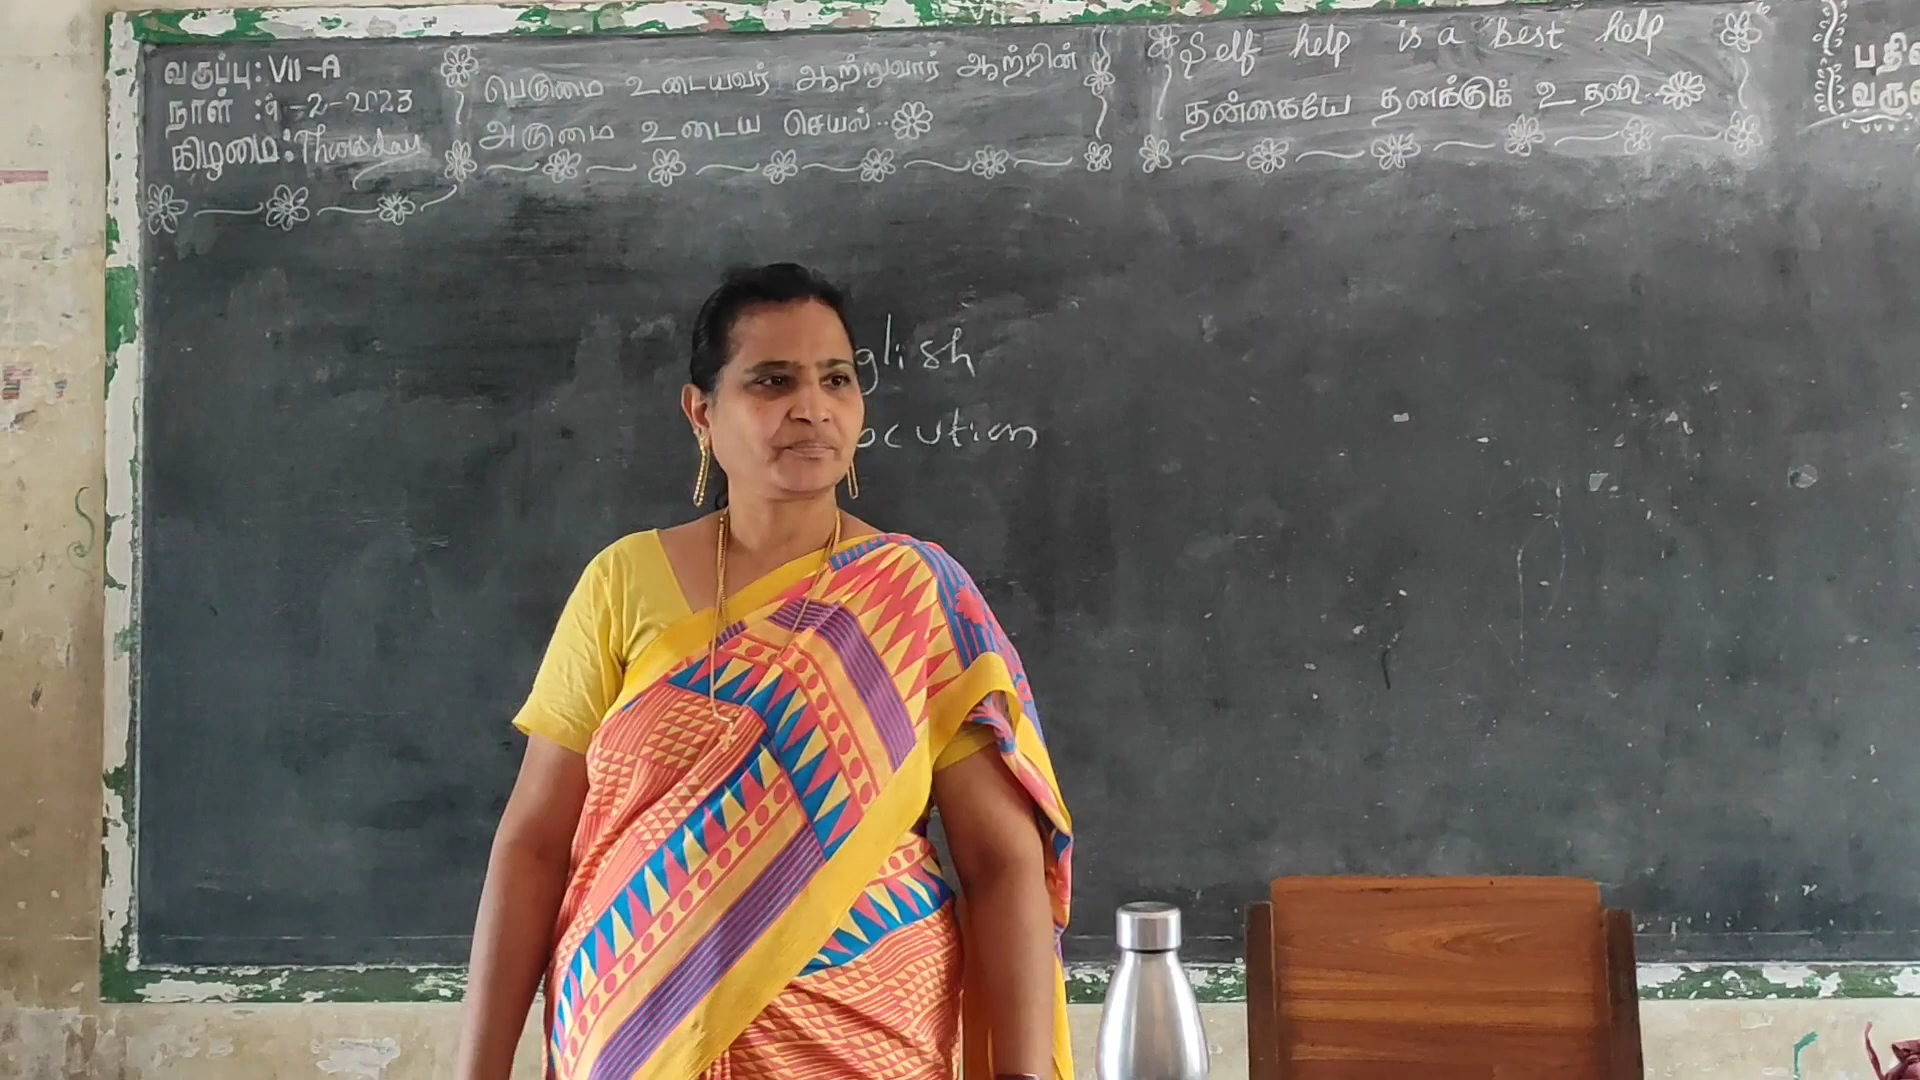 வகுப்பு: VII-A
நாள் : 9-2-2023
கிழமை: Thursday
பெருமை உடையவர் ஆற்றுவார் ஆற்றின்
அருமை உடைய செயல்..
Self help is a best help
தன்கையே தனக்குக் உதவி..
glish
ocution